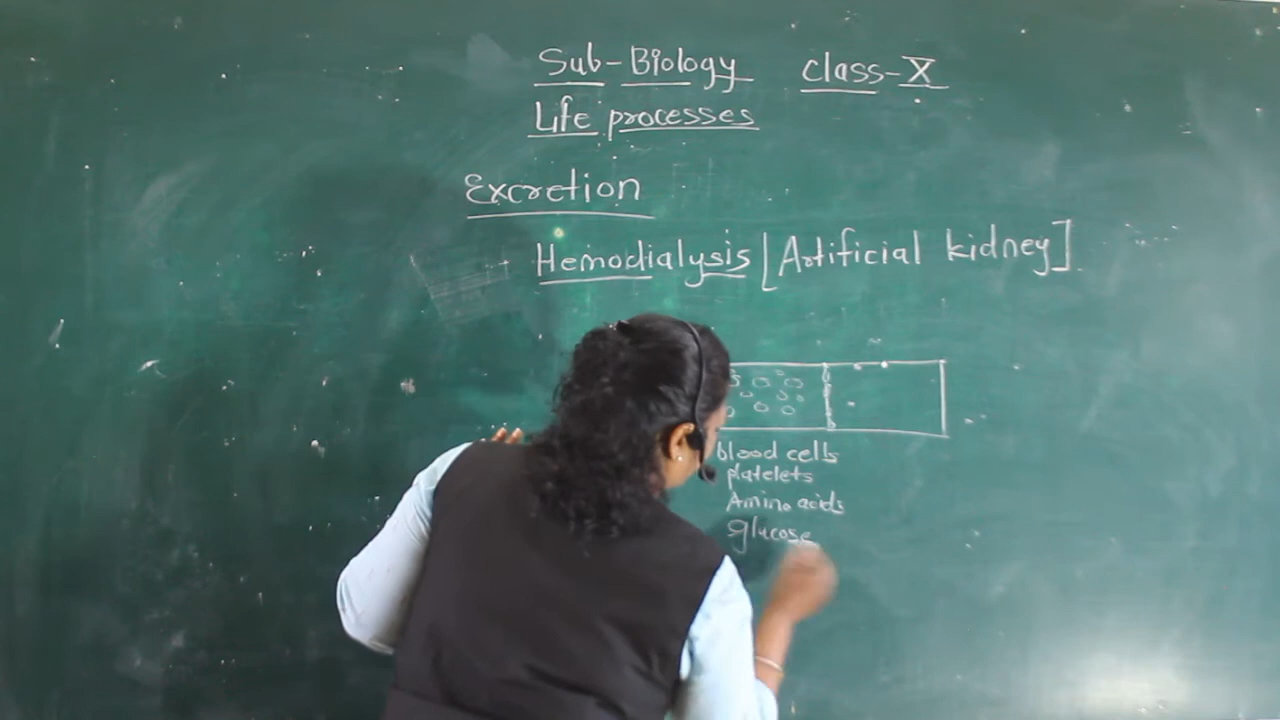 Sub-Biology class-X
Life processes
Excretion
Hemodialysis [Artificial kidney]
blood cells
platelets
Amino acids
glucose